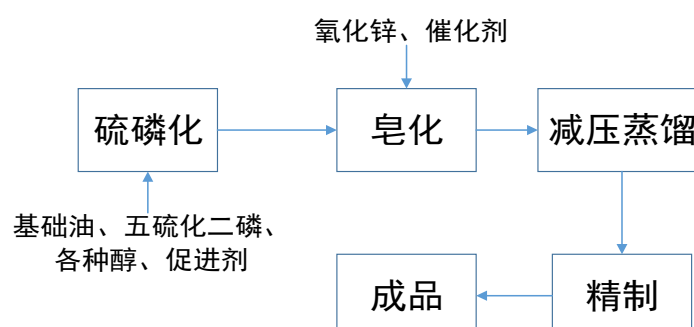 氧化锌、催化剂
硫磷化
皂化
减压蒸馏
基础油、五硫化二磷、
各种醇、促进剂
成品
精制